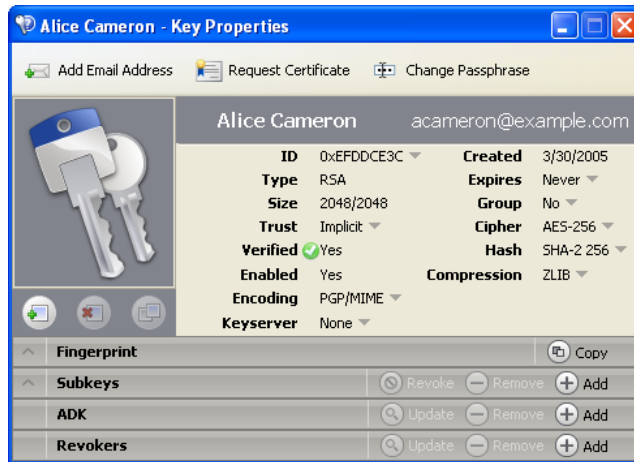 Alice Cameron - Key Properties
Add Email Address Request Certificate Change Passphrase
Alice Cameron acameron@example.com
ID 0xEFDDCE3C Created 3/30/2005
Type RSA Expires Never
Size 2048/2048 Group No
Trust Implicit Cipher AES-256
Verified Yes Hash SHA-2 256
Enabled Yes Compression ZLIB
Encoding PGP/MIME
Keyserver None
Fingerprint Copy
Subkeys Revoke Remove Add
ADK Update Remove Add
Revokers Update Remove Add